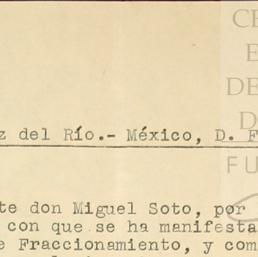 CE
E
DE
D
FU
z del Río.- México, D. F
te don Miguel Soto, por
con que se ha manifesta
e Fraccionamiento, y com